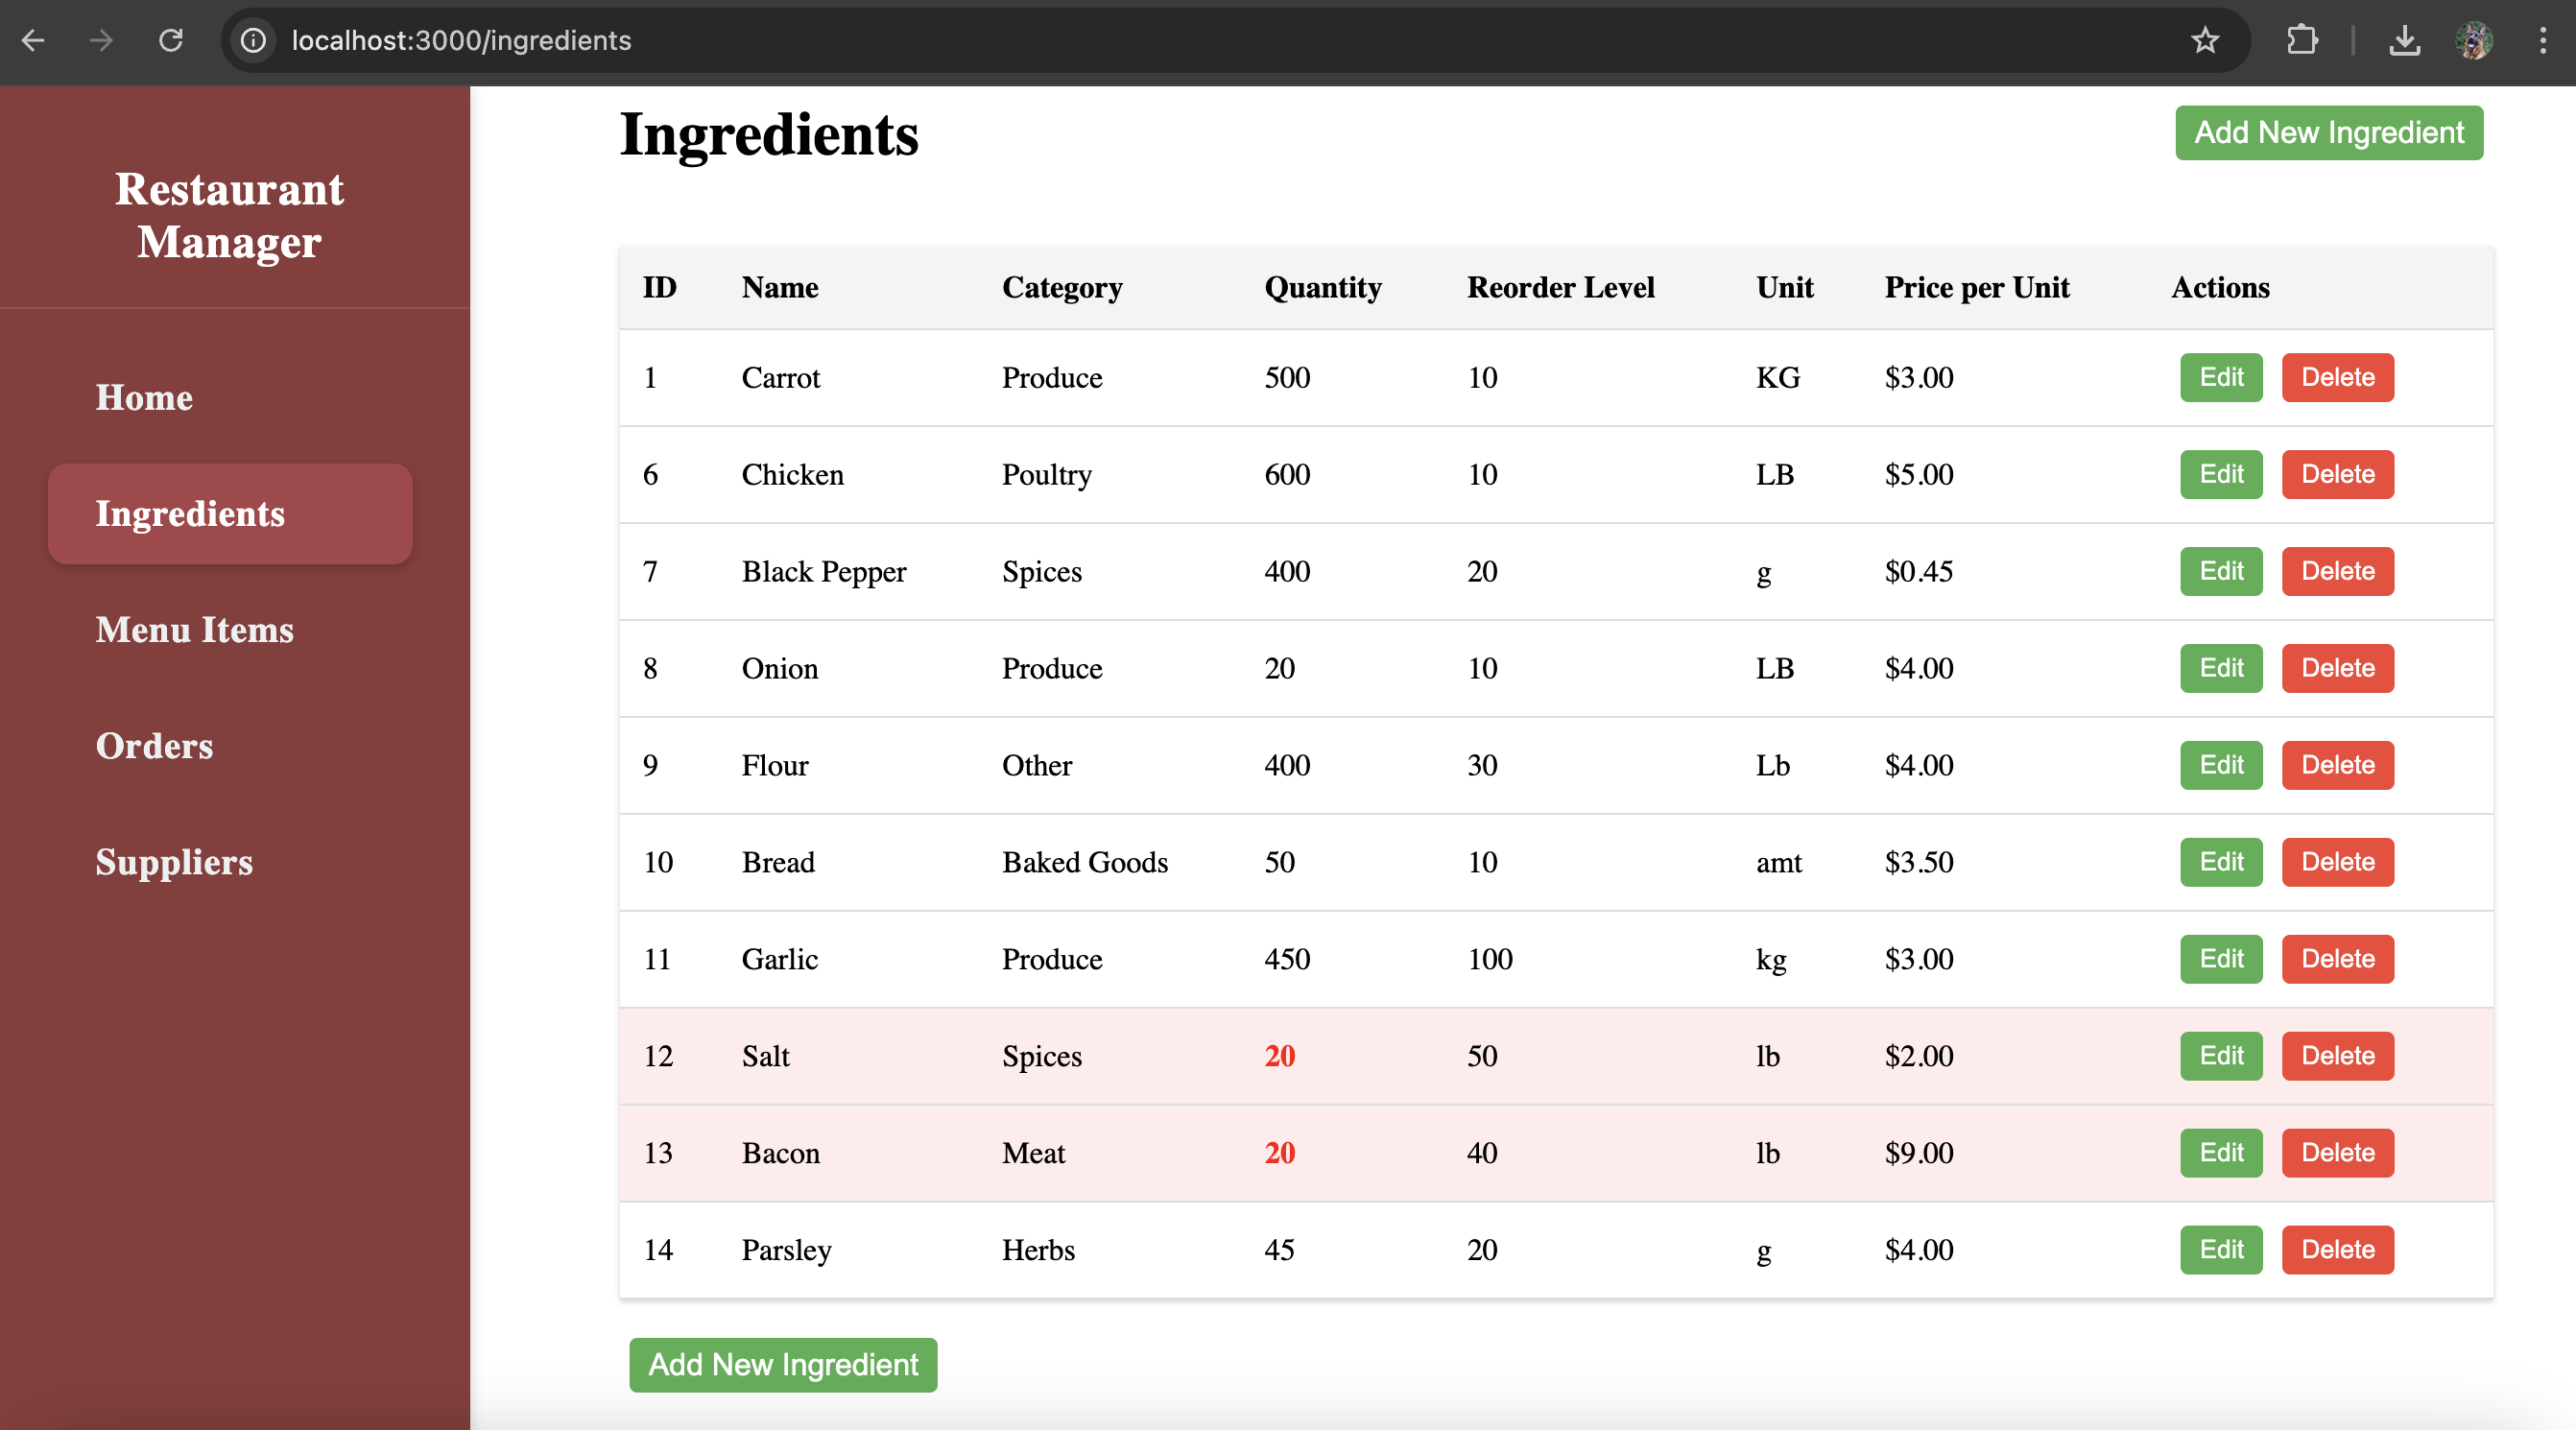 localhost:3000/ingredients
Restaurant
Manager
Home
Ingredients
Menu Items
Orders
Suppliers
Ingredients
Add New Ingredient
ID Name Category Quantity Reorder Level Unit Price per Unit Actions
1 Carrot Produce 500 10 KG $3.00 Edit Delete
6 Chicken Poultry 600 10 LB $5.00 Edit Delete
7 Black Pepper Spices 400 20 g $0.45 Edit Delete
8 Onion Produce 20 10 LB $4.00 Edit Delete
9 Flour Other 400 30 Lb $4.00 Edit Delete
10 Bread Baked Goods 50 10 amt $3.50 Edit Delete
11 Garlic Produce 450 100 kg $3.00 Edit Delete
12 Salt Spices 20 50 lb $2.00 Edit Delete
13 Bacon Meat 20 40 lb $9.00 Edit Delete
14 Parsley Herbs 45 20 g $4.00 Edit Delete
Add New Ingredient